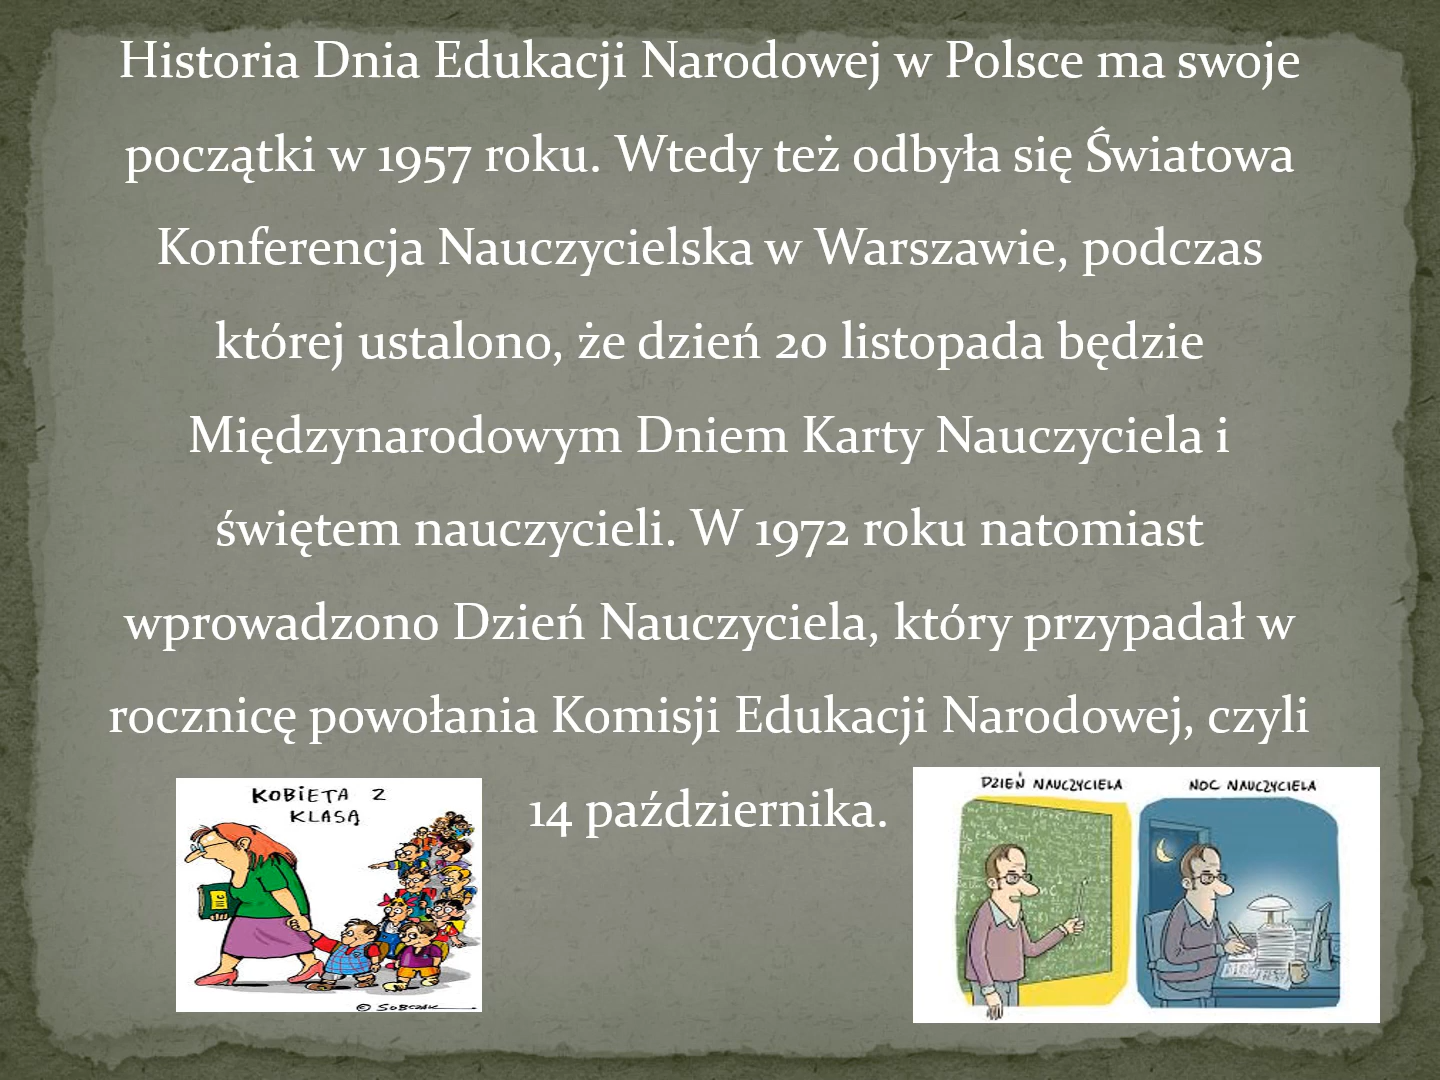 Historia Dnia Edukacji Narodowej w Polsce ma swoje
początki w 1957 roku. Wtedy też odbyła się Światowa
Konferencja Nauczycielska w Warszawie, podczas
której ustalono, że dzień 20 listopada będzie
Międzynarodowym Dniem Karty Nauczyciela i
świętem nauczycieli. W 1972 roku natomiast
wprowadzono Dzień Nauczyciela, który przypadał w
rocznicę powołania Komisji Edukacji Narodowej, czyli
14 października.
KOBIETA Z
KLASĄ
© SOBCZAK
DZIEŃ NAUCZYCIELA
NOC NAUCZYCIELA